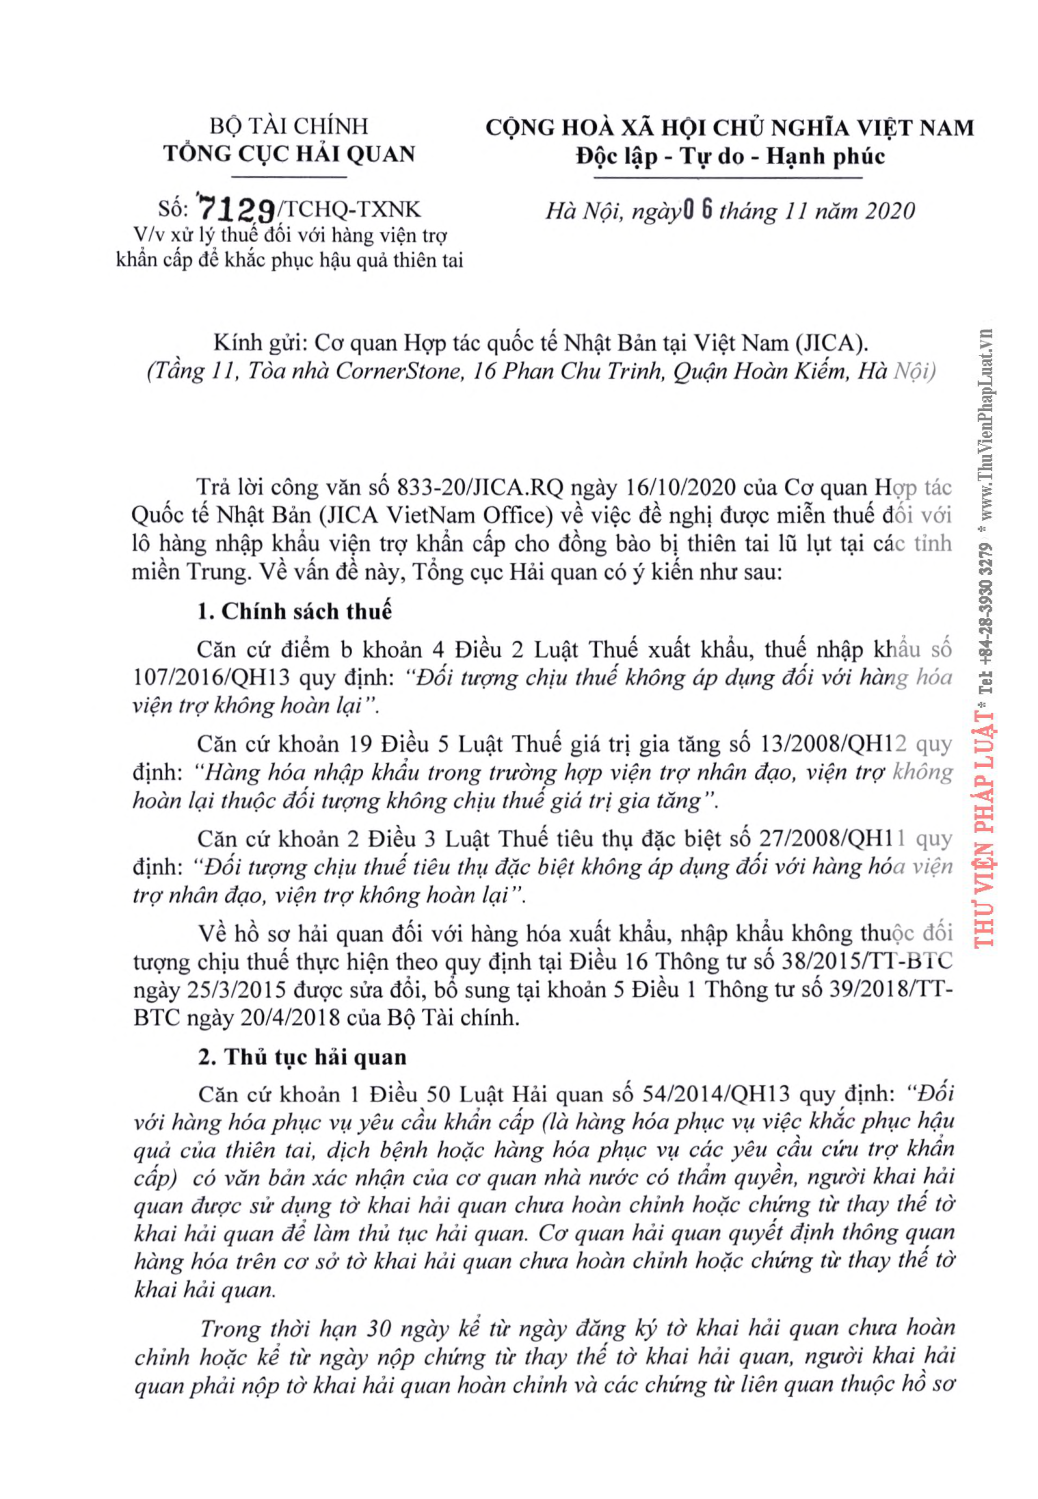 BỘ TÀI CHÍNH
TỔNG CỤC HẢI QUAN
CỘNG HOÀ XÃ HỘI CHỦ NGHĨA VIỆT NAM
Độc lập - Tự do - Hạnh phúc
Số: 7129/TCHQ-TXNK
V/v xử lý thuế đối với hàng viện trợ
khẩn cấp để khắc phục hậu quả thiên tai
Hà Nội, ngày 06 tháng 11 năm 2020
Kính gửi: Cơ quan Hợp tác quốc tế Nhật Bản tại Việt Nam (JICA).
(Tầng 11, Tòa nhà CornerStone, 16 Phan Chu Trinh, Quận Hoàn Kiếm, Hà Nội)
Trả lời công văn số 833-20/JICA.RQ ngày 16/10/2020 của Cơ quan Hợp tác
Quốc tế Nhật Bản (JICA VietNam Office) về việc đề nghị được miễn thuế đối với
lô hàng nhập khẩu viện trợ khẩn cấp cho đồng bào bị thiên tai lũ lụt tại các tỉnh
miền Trung. Về vấn đề này, Tổng cục Hải quan có ý kiến như sau:
1. Chính sách thuế
Căn cứ điểm b khoản 4 Điều 2 Luật Thuế xuất khẩu, thuế nhập khẩu số
107/2016/QH13 quy định: “Đối tượng chịu thuế không áp dụng đối với hàng hóa
viện trợ không hoàn lại”.
Căn cứ khoản 19 Điều 5 Luật Thuế giá trị gia tăng số 13/2008/QH12 quy
định: “Hàng hóa nhập khẩu trong trường hợp viện trợ nhân đạo, viện trợ không
hoàn lại thuộc đối tượng không chịu thuế giá trị gia tăng”.
Căn cứ khoản 2 Điều 3 Luật Thuế tiêu thụ đặc biệt số 27/2008/QH11 quy
định: “Đối tượng chịu thuế tiêu thụ đặc biệt không áp dụng đối với hàng hóa viện
trợ nhân đạo, viện trợ không hoàn lại”.
Về hồ sơ hải quan đối với hàng hóa xuất khẩu, nhập khẩu không thuộc đối
tượng chịu thuế thực hiện theo quy định tại Điều 16 Thông tư số 38/2015/TT-BTC
ngày 25/3/2015 được sửa đổi, bổ sung tại khoản 5 Điều 1 Thông tư số 39/2018/TT-
BTC ngày 20/4/2018 của Bộ Tài chính.
2. Thủ tục hải quan
Căn cứ khoản 1 Điều 50 Luật Hải quan số 54/2014/QH13 quy định: “Đối
với hàng hóa phục vụ yêu cầu khẩn cấp (là hàng hóa phục vụ việc khắc phục hậu
quả của thiên tai, dịch bệnh hoặc hàng hóa phục vụ các yêu cầu cứu trợ khẩn
cấp) có văn bản xác nhận của cơ quan nhà nước có thẩm quyền, người khai hải
quan được sử dụng tờ khai hải quan chưa hoàn chỉnh hoặc chứng từ thay thế tờ
khai hải quan để làm thủ tục hải quan. Cơ quan hải quan quyết định thông quan
hàng hóa trên cơ sở tờ khai hải quan chưa hoàn chỉnh hoặc chứng từ thay thế tờ
khai hải quan.
Trong thời hạn 30 ngày kể từ ngày đăng ký tờ khai hải quan chưa hoàn
chỉnh hoặc kể từ ngày nộp chứng từ thay thế tờ khai hải quan, người khai hải
quan phải nộp tờ khai hải quan hoàn chỉnh và các chứng từ liên quan thuộc hồ sơ
THƯ VIỆN PHÁP LUẬT * Tel: +84-28-3930 3279 * www.ThuVienPhapLuat.vn